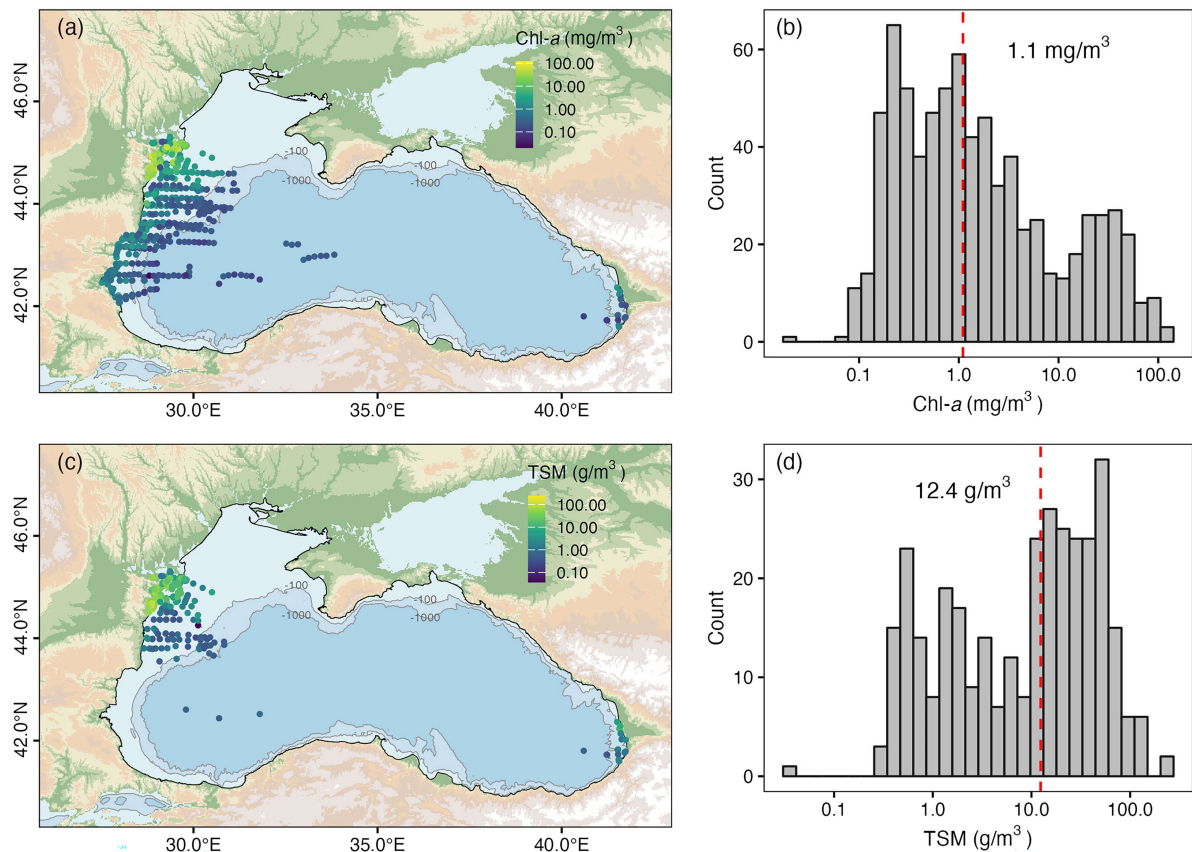 (a)
Chl-a (mg/m³)
100.00
10.00
1.00
0.10
46.0°N
44.0°N
42.0°N
-100
-1000
-100
-1000
30.0°E
35.0°E
40.0°E
(b)
1.1 mg/m³
Count
60
40
20
0
0.1
1.0
10.0
100.0
Chl-a (mg/m³)
(c)
TSM (g/m³)
100.00
10.00
1.00
0.10
46.0°N
44.0°N
42.0°N
-100
-1000
-100
-1000
30.0°E
35.0°E
40.0°E
(d)
12.4 g/m³
Count
30
20
10
0
0.1
1.0
10.0
100.0
TSM (g/m³)